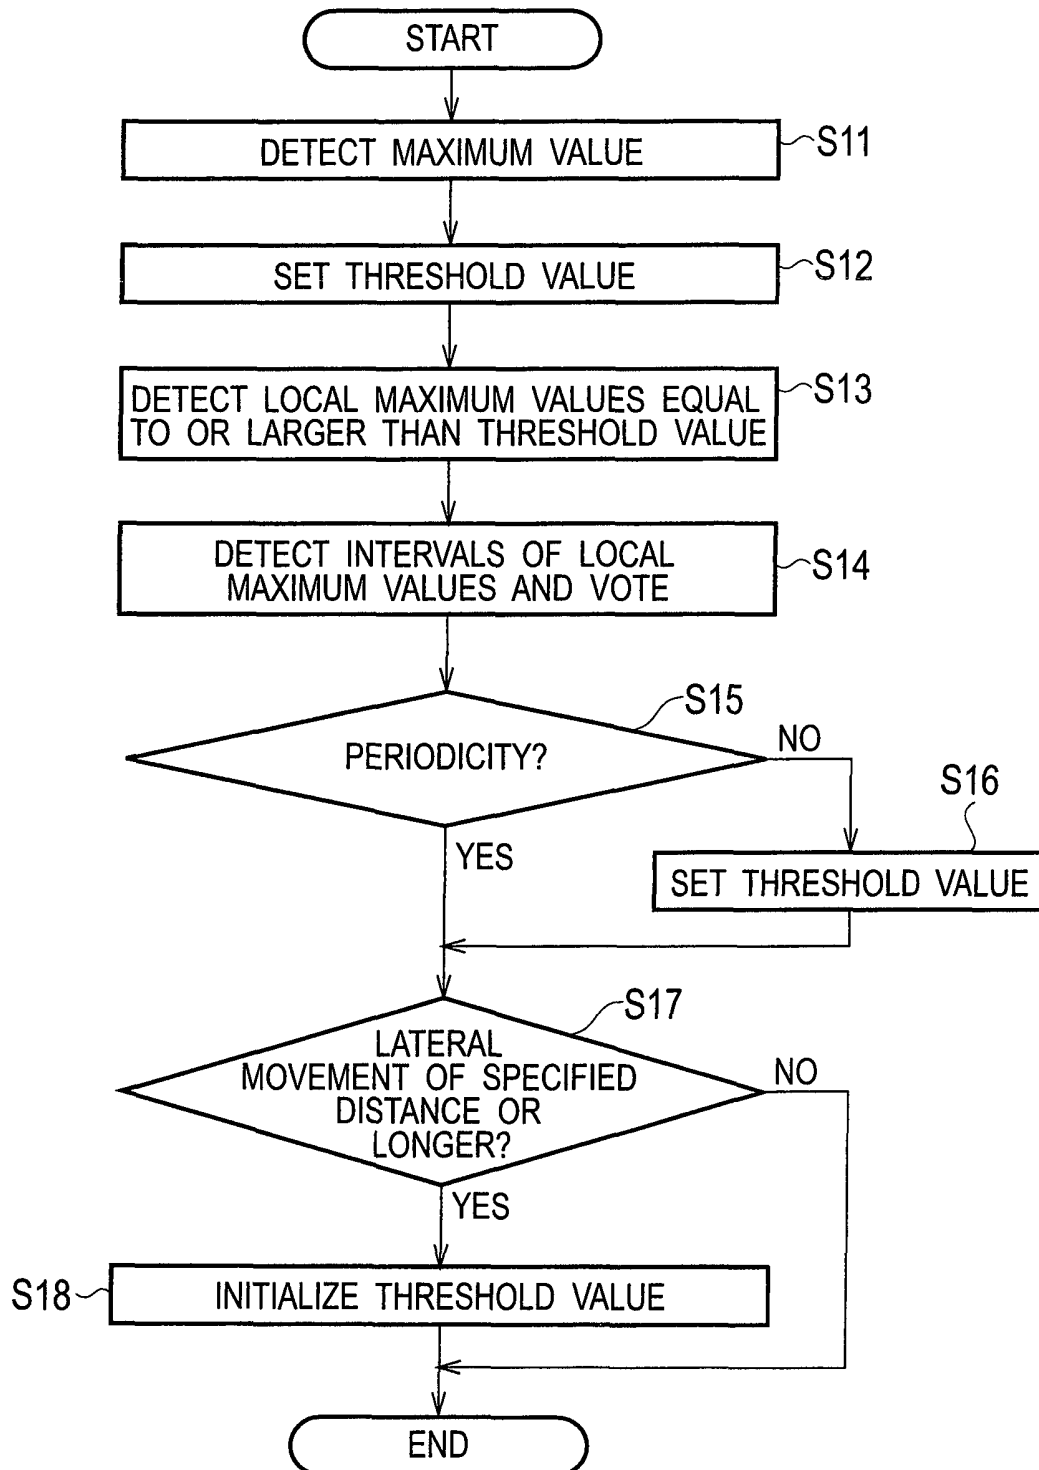 START
DETECT MAXIMUM VALUE
S11
SET THRESHOLD VALUE
S12
DETECT LOCAL MAXIMUM VALUES EQUAL
TO OR LARGER THAN THRESHOLD VALUE
S13
DETECT INTERVALS OF LOCAL
MAXIMUM VALUES AND VOTE
S14
PERIODICITY?
S15
NO
YES
S16
SET THRESHOLD VALUE
S17
LATERAL
MOVEMENT OF SPECIFIED
DISTANCE OR
LONGER?
NO
YES
S18
INITIALIZE THRESHOLD VALUE
END